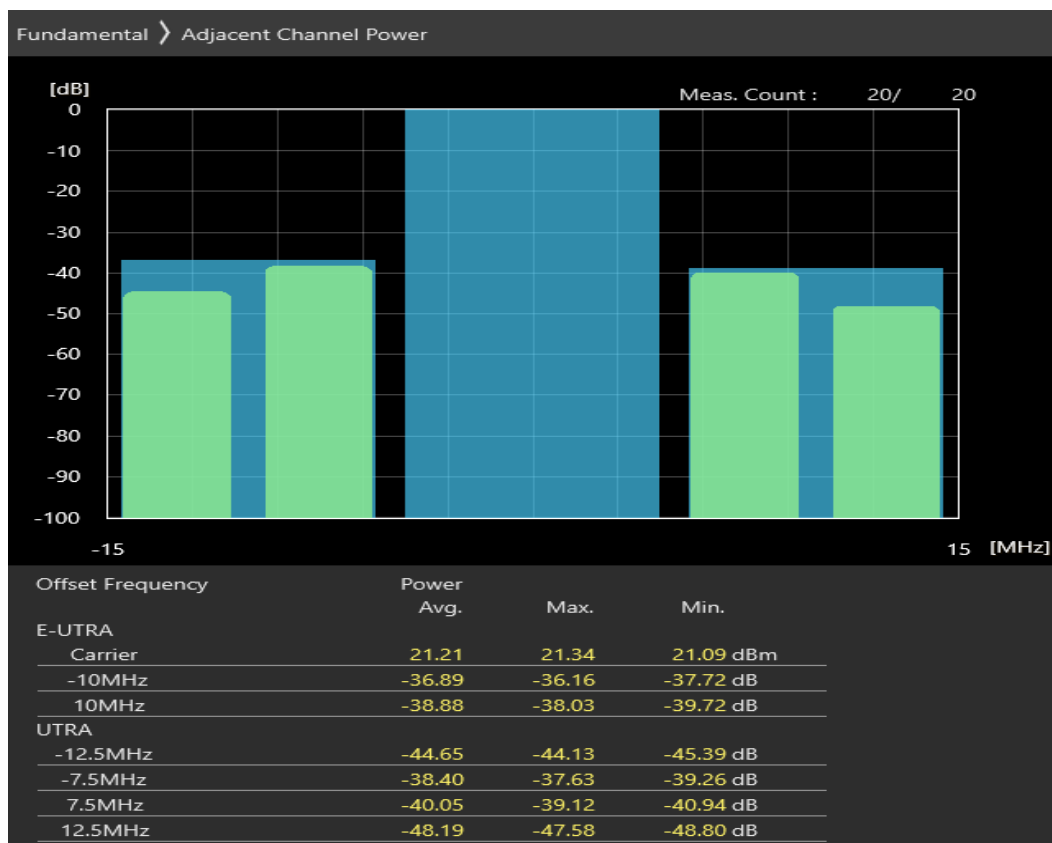 Fundamental 〉 Adjacent Channel Power
[dB]
Meas. Count : 20/ 20
0
-10
-20
-30
-40
-50
-60
-70
-80
-90
-100
-15 15 [MHz]
Offset Frequency Power
Avg. Max. Min.
E-UTRA
Carrier 21.21 21.34 21.09 dBm
-10MHz -36.89 -36.16 -37.72 dB
10MHz -38.88 -38.03 -39.72 dB
UTRA
-12.5MHz -44.65 -44.13 -45.39 dB
-7.5MHz -38.40 -37.63 -39.26 dB
7.5MHz -40.05 -39.12 -40.94 dB
12.5MHz -48.19 -47.58 -48.80 dB